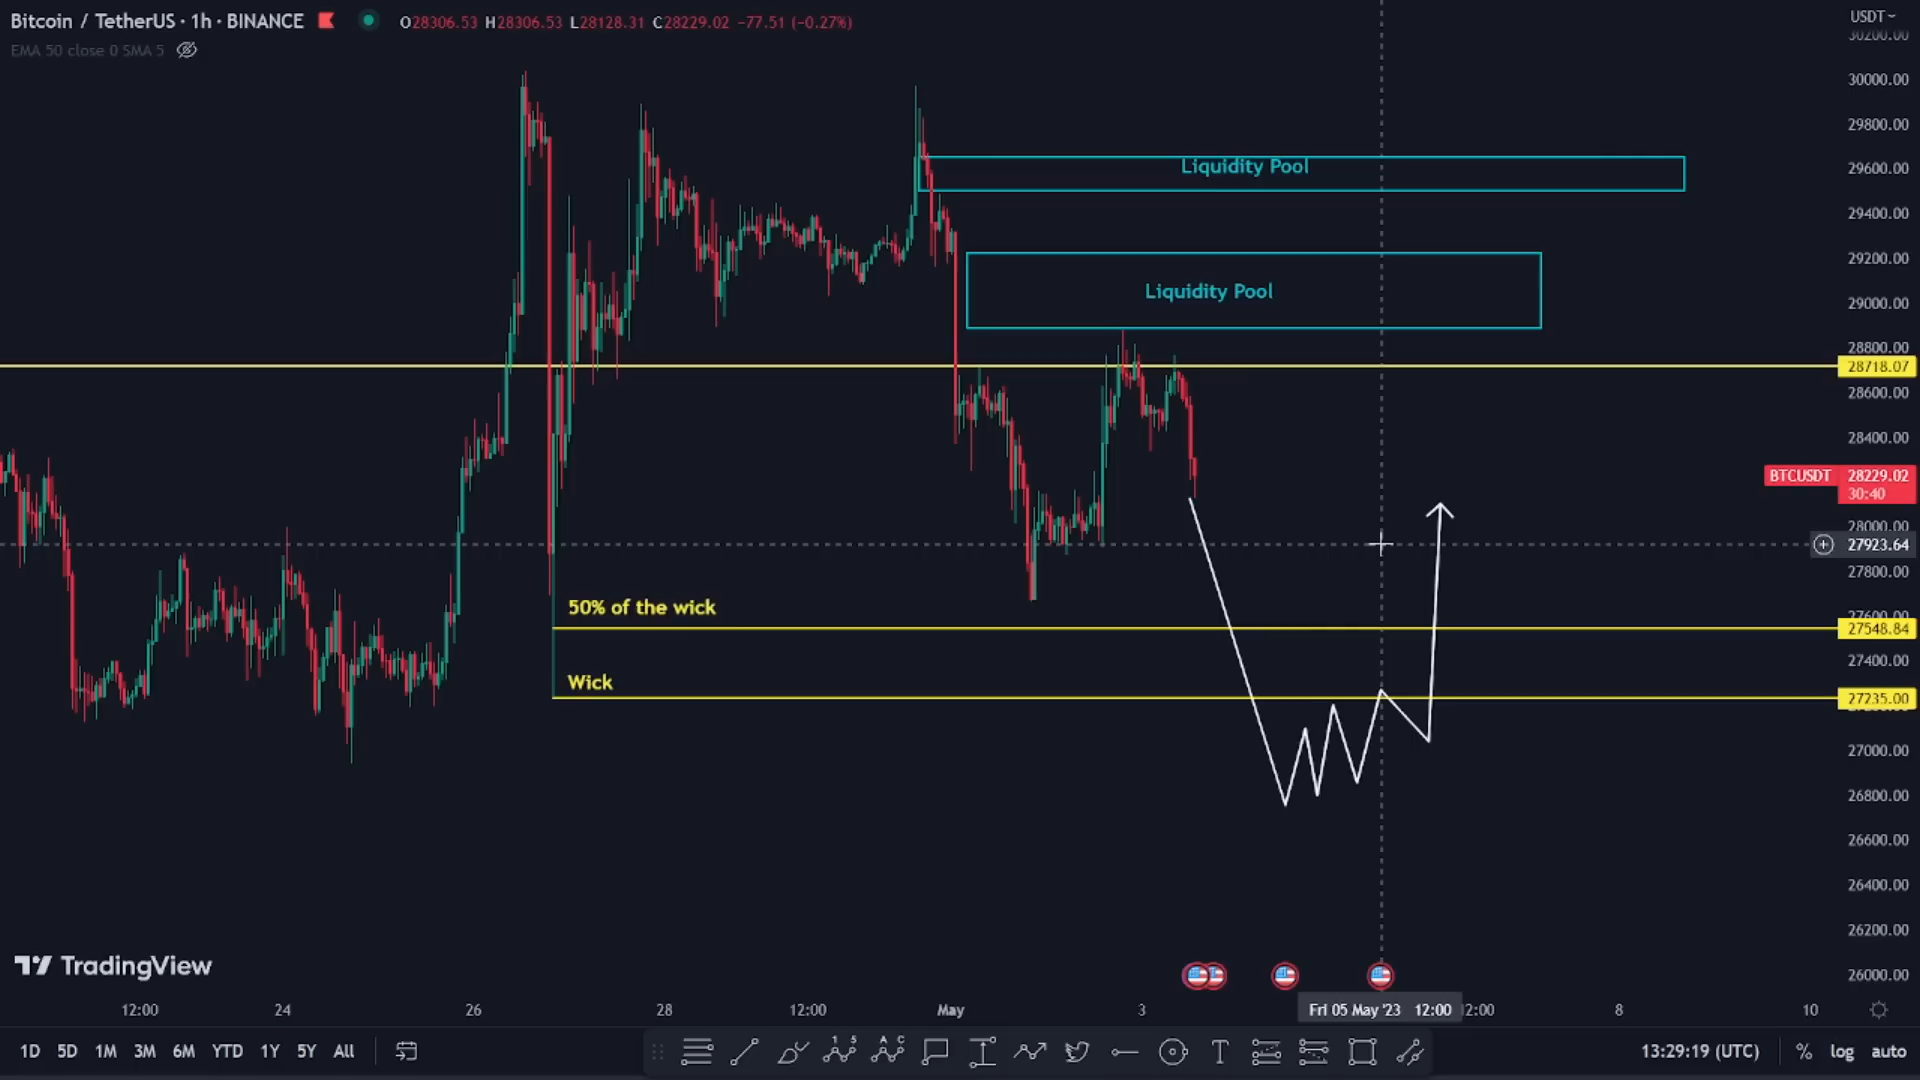 Bitcoin / TetherUS · 1h · BINANCE O28306.53 H28306.53 L28128.31 C28229.02 −77.51 (−0.27%)
EMA 50 close 0 SMA 5
USDT
30200.00
30000.00
29800.00
29600.00
29400.00
29200.00
29000.00
28800.00
28718.07
28600.00
28400.00
BTCUSDT 28229.02
30:40
28000.00
27923.64
27800.00
27600.00
27548.84
27400.00
27235.00
27000.00
26800.00
26600.00
26400.00
26200.00
26000.00
Liquidity Pool
Liquidity Pool
50% of the wick
Wick
TradingView
12:00 24 26 28 12:00 May 3 Fri 05 May '23 12:00 12:00 8 10
1D 5D 1M 3M 6M YTD 1Y 5Y All
13:29:19 (UTC) % log auto